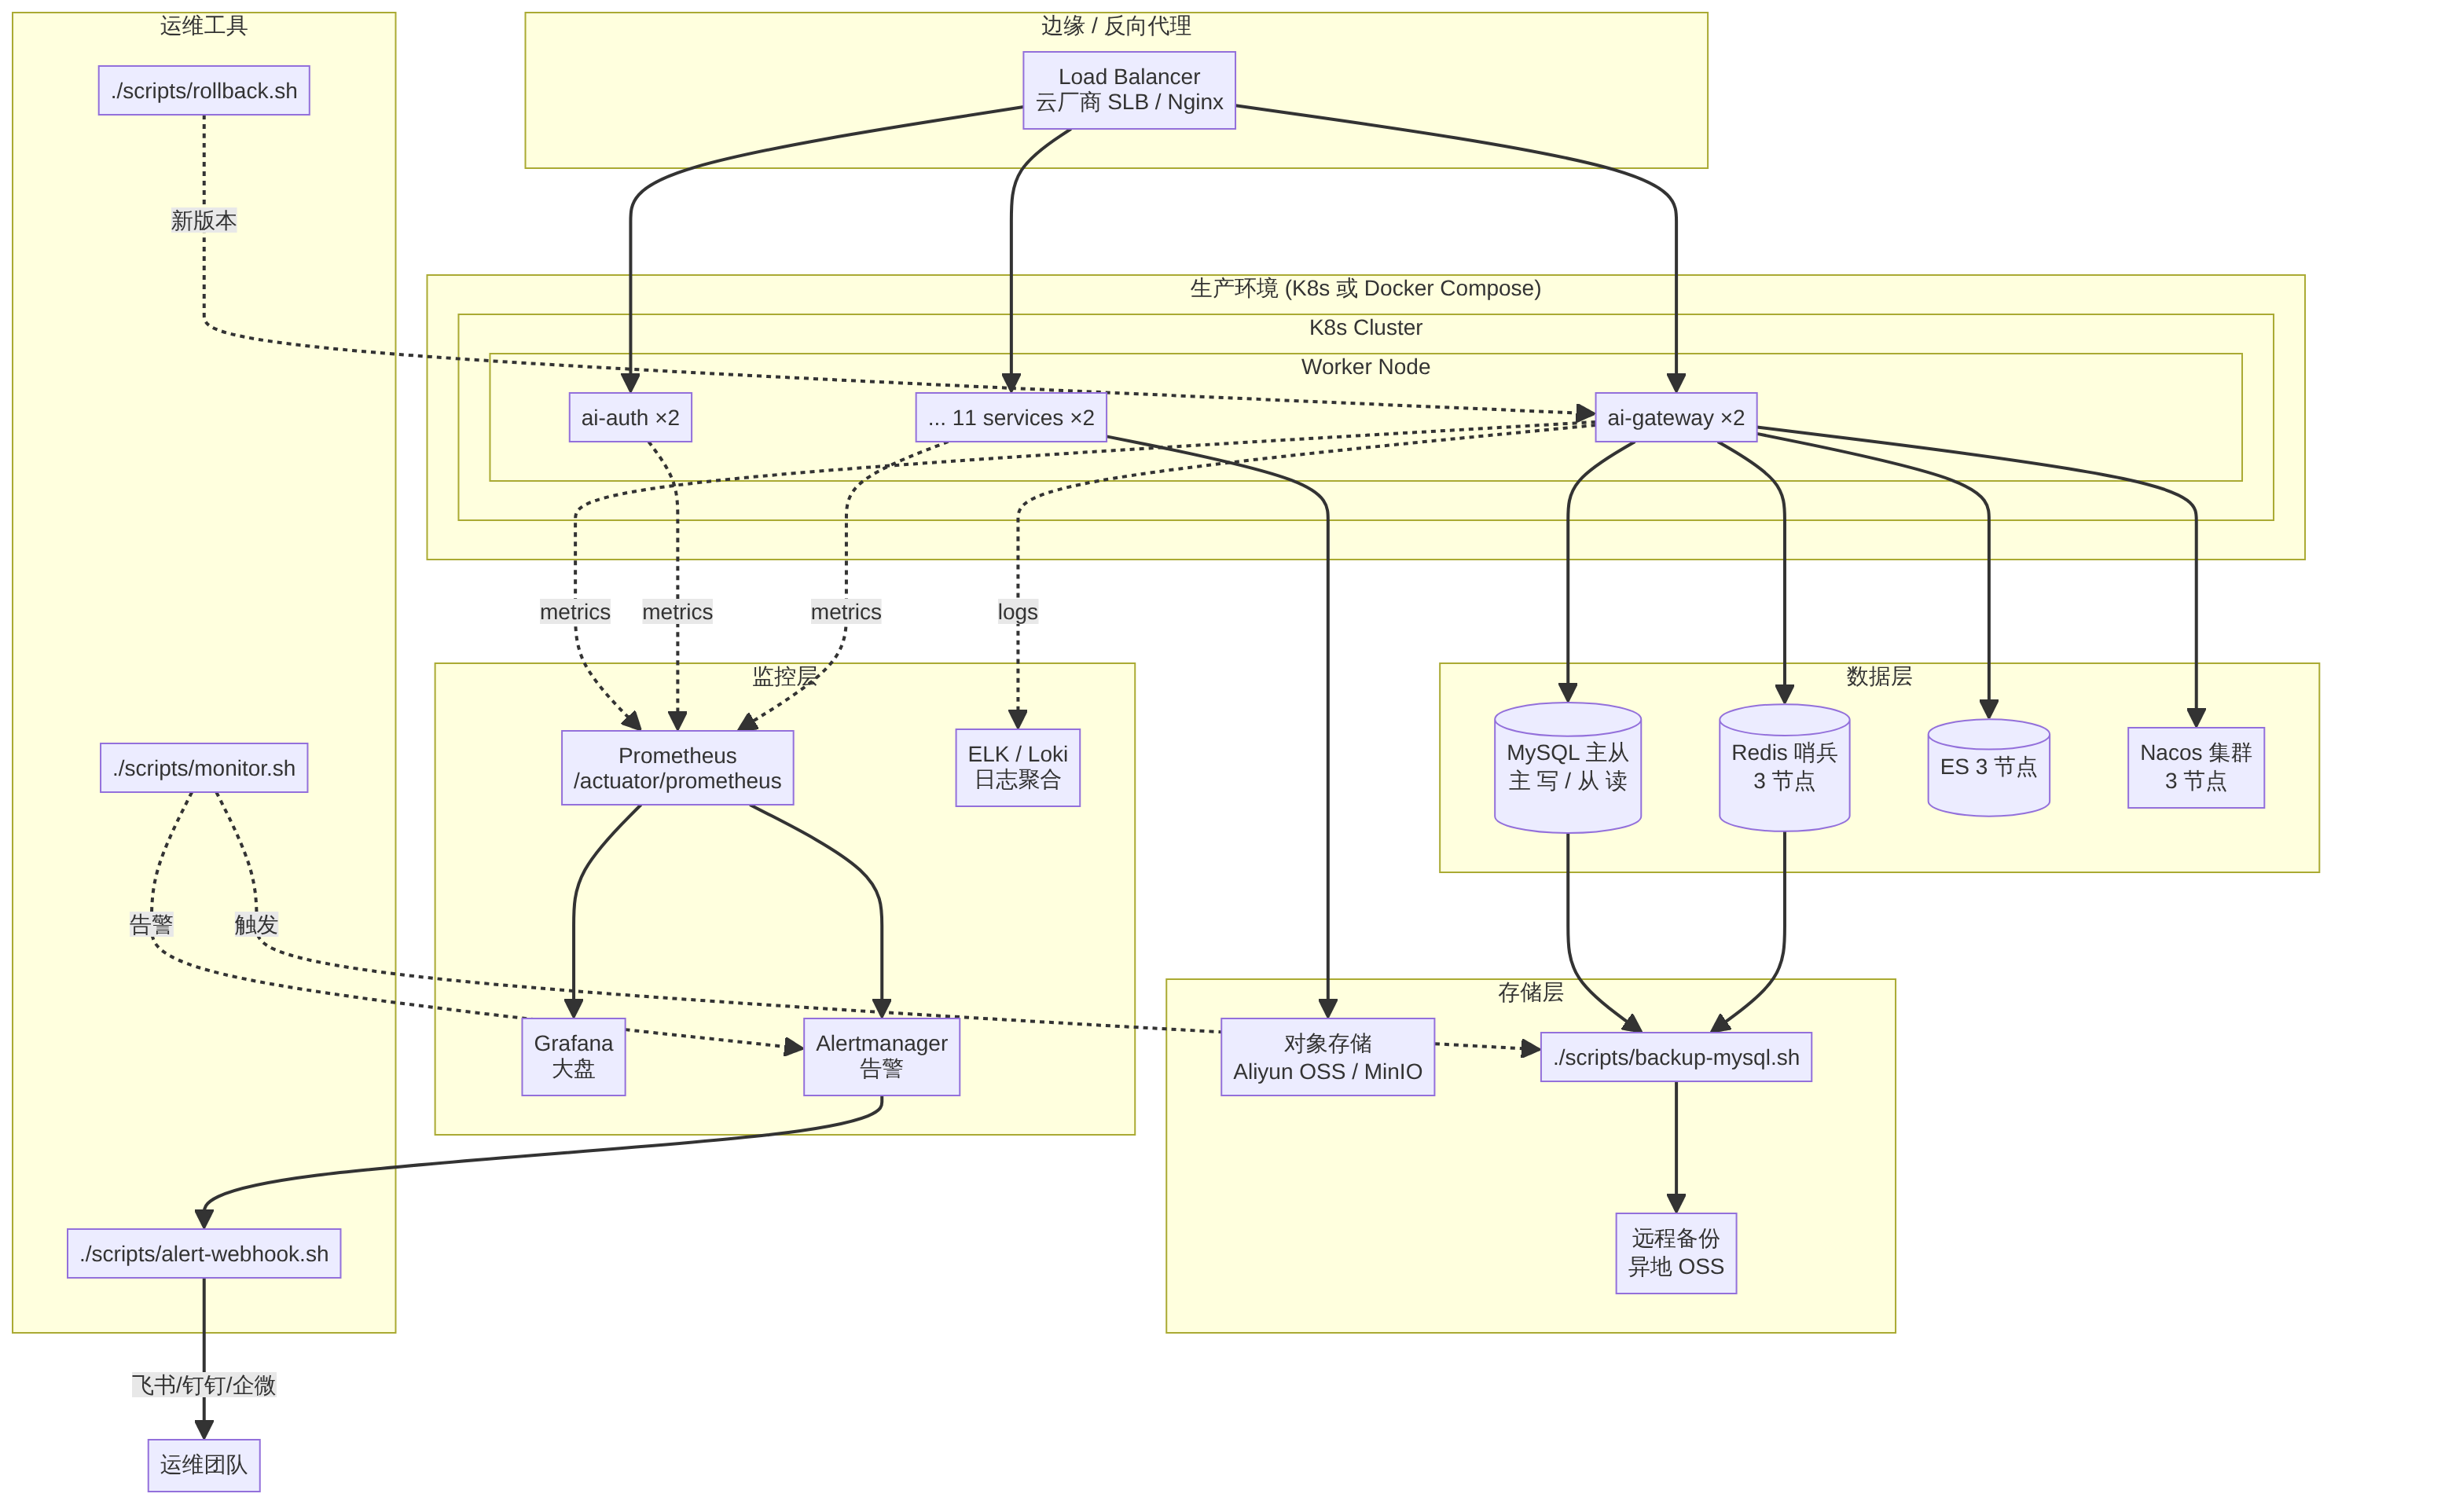 运维工具
./scripts/rollback.sh
新版本
边缘 / 反向代理
Load Balancer
云厂商 SLB / Nginx
生产环境 (K8s 或 Docker Compose)
K8s Cluster
Worker Node
ai-auth ×2
... 11 services ×2
ai-gateway ×2
metrics
metrics
metrics
logs
监控层
Prometheus
/actuator/prometheus
ELK / Loki
日志聚合
数据层
MySQL 主从
主 写 / 从 读
Redis 哨兵
3 节点
ES 3 节点
Nacos 集群
3 节点
./scripts/monitor.sh
告警
触发
Grafana
大盘
Alertmanager
告警
存储层
对象存储
Aliyun OSS / MinIO
./scripts/backup-mysql.sh
远程备份
异地 OSS
./scripts/alert-webhook.sh
飞书/钉钉/企微
运维团队